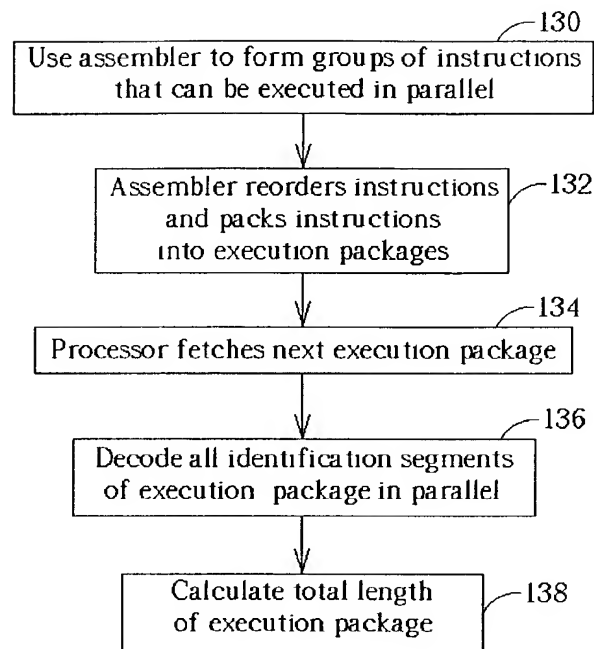 130
Use assembler to form groups of instructions
that can be executed in parallel
Assembler reorders instructions
and packs instructions
into execution packages
132
134
Processor fetches next execution package
136
Decode all identification segments
of execution package in parallel
Calculate total length
of execution package
138